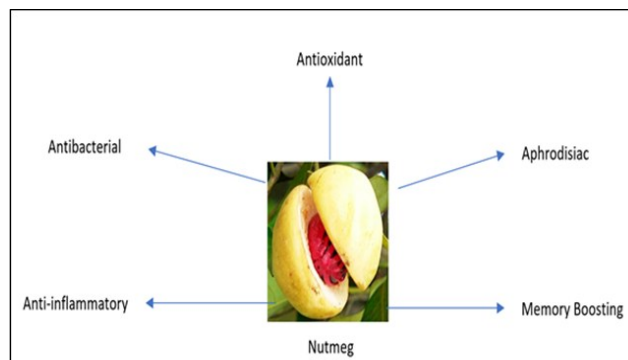 Antioxidant
Antibacterial
Aphrodisiac
Anti-inflammatory
Memory Boosting
Nutmeg